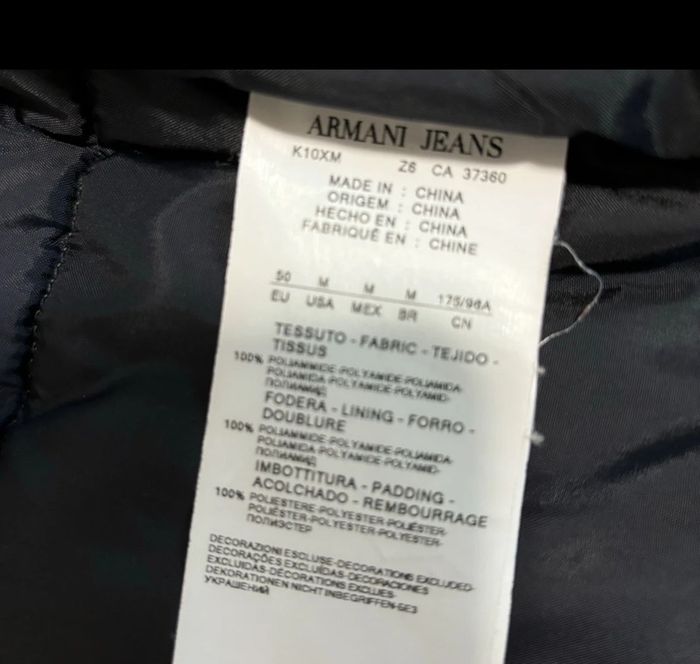 ARMANI JEANS
K10XM Z6 CA 37360
MADE IN : CHINA
ORIGEM : CHINA
HECHO EN : CHINA
FABRIQUÉ EN : CHINE
50 M M M 175/96A
EU USA MEX BR CN
TESSUTO - FABRIC - TEJIDO -
TISSUS
100% POLIAMMIDE-POLYAMIDE-POLIAMIDA-
POLIAMIDA-POLYAMIDE-POLYAMID-
ПОЛИАМИД
FODERA - LINING - FORRO -
DOUBLURE
100% POLIAMMIDE-POLYAMIDE-POLIAMIDA-
POLIAMIDA-POLYAMIDE-POLYAMID-
ПОЛИАМИД
IMBOTTITURA - PADDING -
ACOLCHADO - REMBOURRAGE
100% POLIESTERE-POLYESTER-POLIÉSTER-
POLIÉSTER-POLYESTER-POLYESTER-
ПОЛИЭСТЕР
DECORAZIONI ESCLUSE-DECORATIONS EXCLUDED-
DECORAÇÕES EXCLUÍDAS-DECORACIONES
EXCLUIDAS-DÉCORATIONS EXCLUES-
DEKORATIONEN NICHT INBEGRIFFEN-БЕЗ
УКРАШЕНИЙ